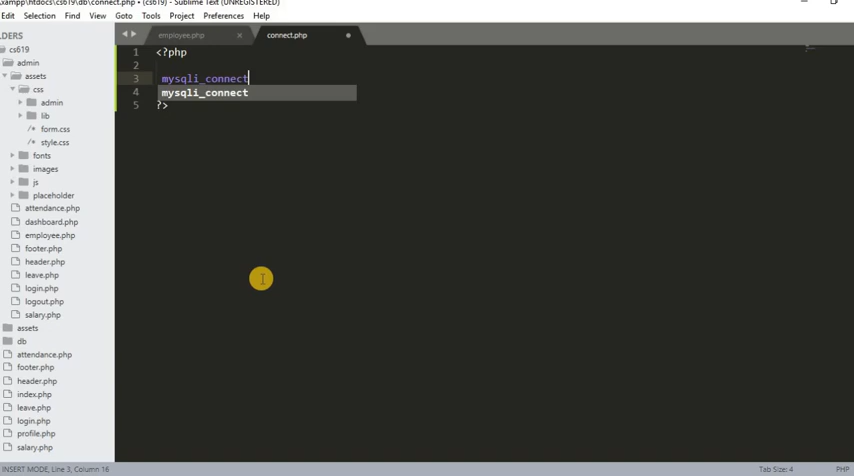 \xampp\htdocs\cs619\db\connect.php • (cs619) - Sublime Text (UNREGISTERED)
Edit Selection Find View Goto Tools Project Preferences Help
LDERS
cs619
admin
assets
css
admin
lib
/* form.css
/* style.css
fonts
images
js
placeholder
attendance.php
dashboard.php
employee.php
footer.php
header.php
leave.php
login.php
logout.php
salary.php
assets
db
attendance.php
footer.php
header.php
index.php
leave.php
login.php
profile.php
salary.php
employee.php × connect.php •
1 <?php
2
3 mysqli_connect
4 mysqli_connect
5 ?>
INSERT MODE, Line 3, Column 16 Tab Size: 4 PHP